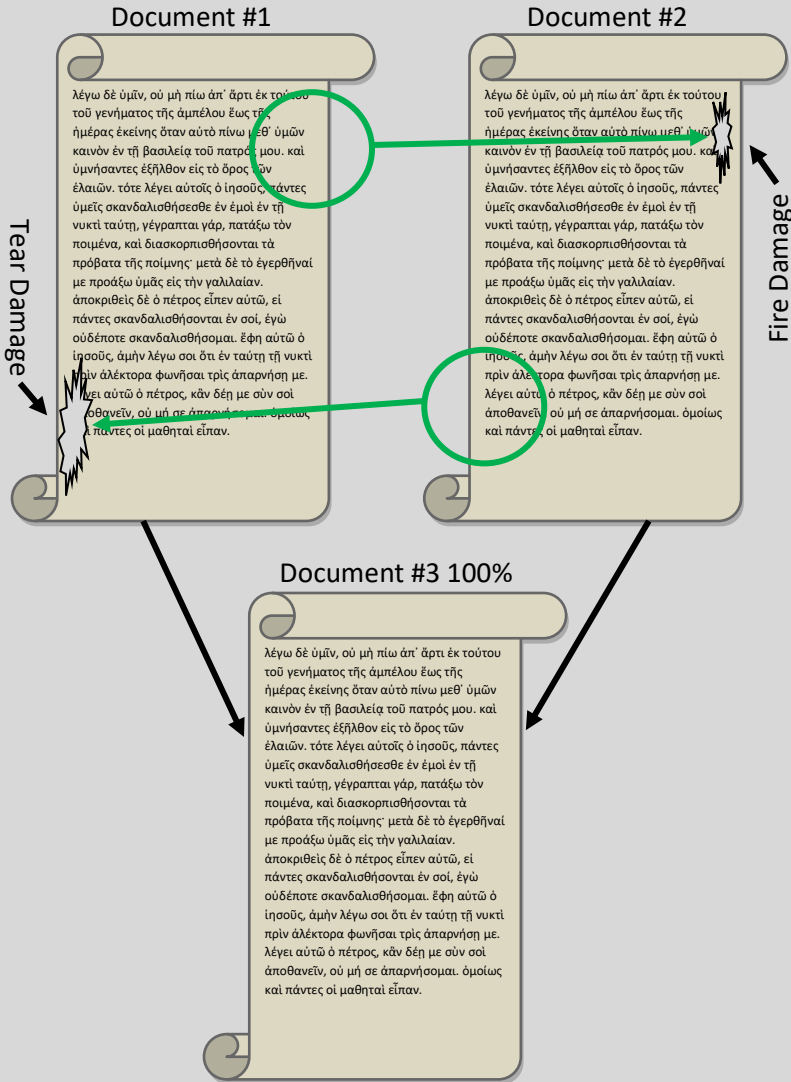 Document #1
λέγω δὲ ὑμῖν, οὐ μὴ πίω ἀπ᾽ ἄρτι ἐκ τούτου
τοῦ γενήματος τῆς ἀμπέλου ἕως τῆς
ἡμέρας ἐκείνης ὅταν αὐτὸ πίνω μεθ᾽ ὑμῶν
καινὸν ἐν τῇ βασιλείᾳ τοῦ πατρός μου. καὶ
ὑμνήσαντες ἐξῆλθον εἰς τὸ ὄρος τῶν
ἐλαιῶν. τότε λέγει αὐτοῖς ὁ ἰησοῦς, πάντες
ὑμεῖς σκανδαλισθήσεσθε ἐν ἐμοὶ ἐν τῇ
νυκτὶ ταύτῃ, γέγραπται γάρ, πατάξω τὸν
ποιμένα, καὶ διασκορπισθήσονται τὰ
πρόβατα τῆς ποίμνης· μετὰ δὲ τὸ ἐγερθῆναί
με προάξω ὑμᾶς εἰς τὴν γαλιλαίαν.
ἀποκριθεὶς δὲ ὁ πέτρος εἶπεν αὐτῶ, εἰ
πάντες σκανδαλισθήσονται ἐν σοί, ἐγὼ
οὐδέποτε σκανδαλισθήσομαι. ἔφη αὐτῶ ὁ
ἰησοῦς, ἀμὴν λέγω σοι ὅτι ἐν ταύτῃ τῇ νυκτὶ
πρὶν ἀλέκτορα φωνῆσαι τρὶς ἀπαρνήσῃ με.
αὐτῶ ὁ πέτρος, κἂν δέῃ με σὺν σοὶ
ἀποθανεῖν, οὐ μή σε ἀπαρνήσομαι. ὁμοίως
πάντες οἱ μαθηταὶ εἶπαν.
Tear Damage
Document #2
λέγω δὲ ὑμῖν, οὐ μὴ πίω ἀπ᾽ ἄρτι ἐκ τούτου
τοῦ γενήματος τῆς ἀμπέλου ἕως τῆς
ἡμέρας ἐκείνης ὅταν αὐτὸ πίνω μεθ᾽ ὑμῶν
καινὸν ἐν τῇ βασιλείᾳ τοῦ πατρός μου. καὶ
ὑμνήσαντες ἐξῆλθον εἰς τὸ ὄρος τῶν
ἐλαιῶν. τότε λέγει αὐτοῖς ὁ ἰησοῦς, πάντες
ὑμεῖς σκανδαλισθήσεσθε ἐν ἐμοὶ ἐν τῇ
νυκτὶ ταύτῃ, γέγραπται γάρ, πατάξω τὸν
ποιμένα, καὶ διασκορπισθήσονται τὰ
πρόβατα τῆς ποίμνης· μετὰ δὲ τὸ ἐγερθῆναί
με προάξω ὑμᾶς εἰς τὴν γαλιλαίαν.
ἀποκριθεὶς δὲ ὁ πέτρος εἶπεν αὐτῶ, εἰ
πάντες σκανδαλισθήσονται ἐν σοί, ἐγὼ
οὐδέποτε σκανδαλισθήσομαι. ἔφη αὐτῶ ὁ
ἰησοῦς, ἀμὴν λέγω σοι ὅτι ἐν ταύτῃ τῇ νυκτὶ
πρὶν ἀλέκτορα φωνῆσαι τρὶς ἀπαρνήσῃ με.
λέγει αὐτῶ ὁ πέτρος, κἂν δέῃ με σὺν σοὶ
ἀποθανεῖν, οὐ μή σε ἀπαρνήσομαι. ὁμοίως
καὶ πάντες οἱ μαθηταὶ εἶπαν.
Fire Damage
Document #3 100%
λέγω δὲ ὑμῖν, οὐ μὴ πίω ἀπ᾽ ἄρτι ἐκ τούτου
τοῦ γενήματος τῆς ἀμπέλου ἕως τῆς
ἡμέρας ἐκείνης ὅταν αὐτὸ πίνω μεθ᾽ ὑμῶν
καινὸν ἐν τῇ βασιλείᾳ τοῦ πατρός μου. καὶ
ὑμνήσαντες ἐξῆλθον εἰς τὸ ὄρος τῶν
ἐλαιῶν. τότε λέγει αὐτοῖς ὁ ἰησοῦς, πάντες
ὑμεῖς σκανδαλισθήσεσθε ἐν ἐμοὶ ἐν τῇ
νυκτὶ ταύτῃ, γέγραπται γάρ, πατάξω τὸν
ποιμένα, καὶ διασκορπισθήσονται τὰ
πρόβατα τῆς ποίμνης· μετὰ δὲ τὸ ἐγερθῆναί
με προάξω ὑμᾶς εἰς τὴν γαλιλαίαν.
ἀποκριθεὶς δὲ ὁ πέτρος εἶπεν αὐτῶ, εἰ
πάντες σκανδαλισθήσονται ἐν σοί, ἐγὼ
οὐδέποτε σκανδαλισθήσομαι. ἔφη αὐτῶ ὁ
ἰησοῦς, ἀμὴν λέγω σοι ὅτι ἐν ταύτῃ τῇ νυκτὶ
πρὶν ἀλέκτορα φωνῆσαι τρὶς ἀπαρνήσῃ με.
λέγει αὐτῶ ὁ πέτρος, κἂν δέῃ με σὺν σοὶ
ἀποθανεῖν, οὐ μή σε ἀπαρνήσομαι. ὁμοίως
καὶ πάντες οἱ μαθηταὶ εἶπαν.